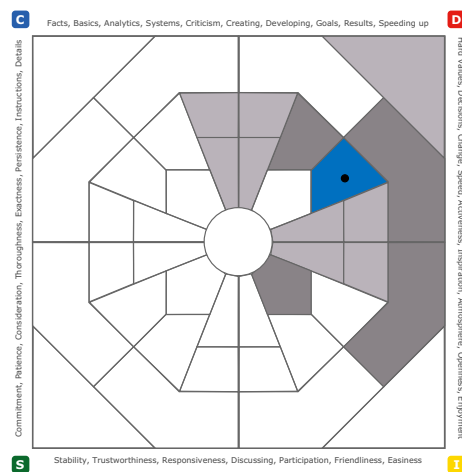 C
Facts, Basics, Analytics, Systems, Criticism, Creating, Developing, Goals, Results, Speeding up
D
Commitment, Patience, Consideration, Thoroughness, Exactness, Persistence, Instructions, Details
Hard values, Decisions, Change, Speed, Activeness, Inspiration, Atmosphere, Openness, Enjoyment
S
Stability, Trustworthiness, Responsiveness, Discussing, Participation, Friendliness, Easiness
I